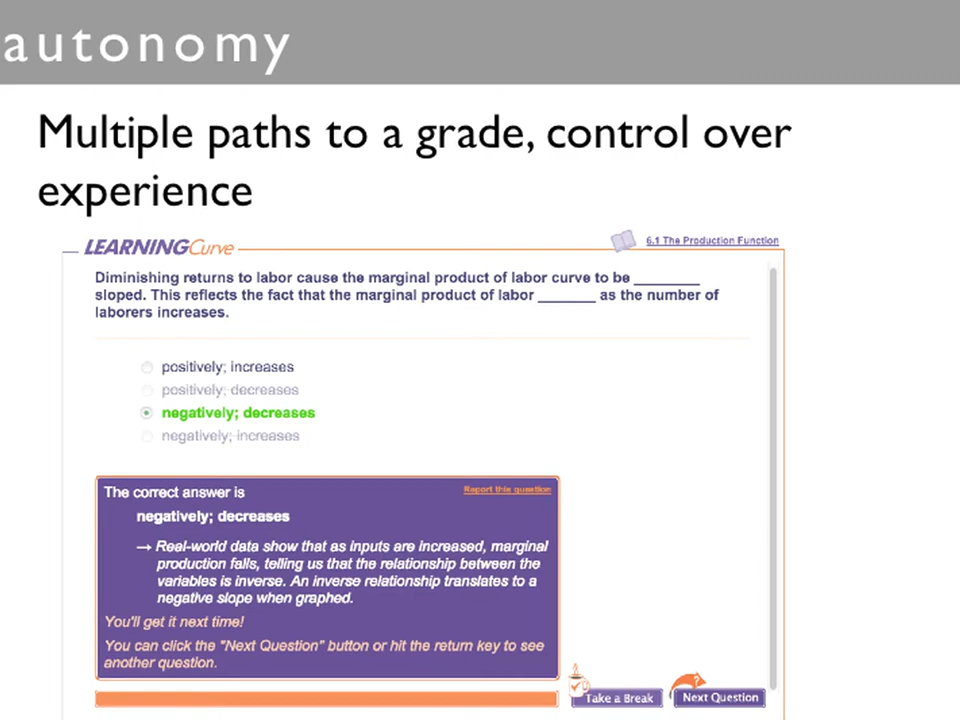 autonomy
Multiple paths to a grade, control over
experience
LEARNINGCurve
6.1 The Production Function
Diminishing returns to labor cause the marginal product of labor curve to be ________
sloped. This reflects the fact that the marginal product of labor _______ as the number of
laborers increases.
positively; increases
positively; decreases
negatively; decreases
negatively; increases
The correct answer is
Report this question
negatively; decreases
→ Real-world data show that as inputs are increased, marginal
production falls, telling us that the relationship between the
variables is inverse. An inverse relationship translates to a
negative slope when graphed.
You'll get it next time!
You can click the "Next Question" button or hit the return key to see
another question.
Take a Break
? Next Question